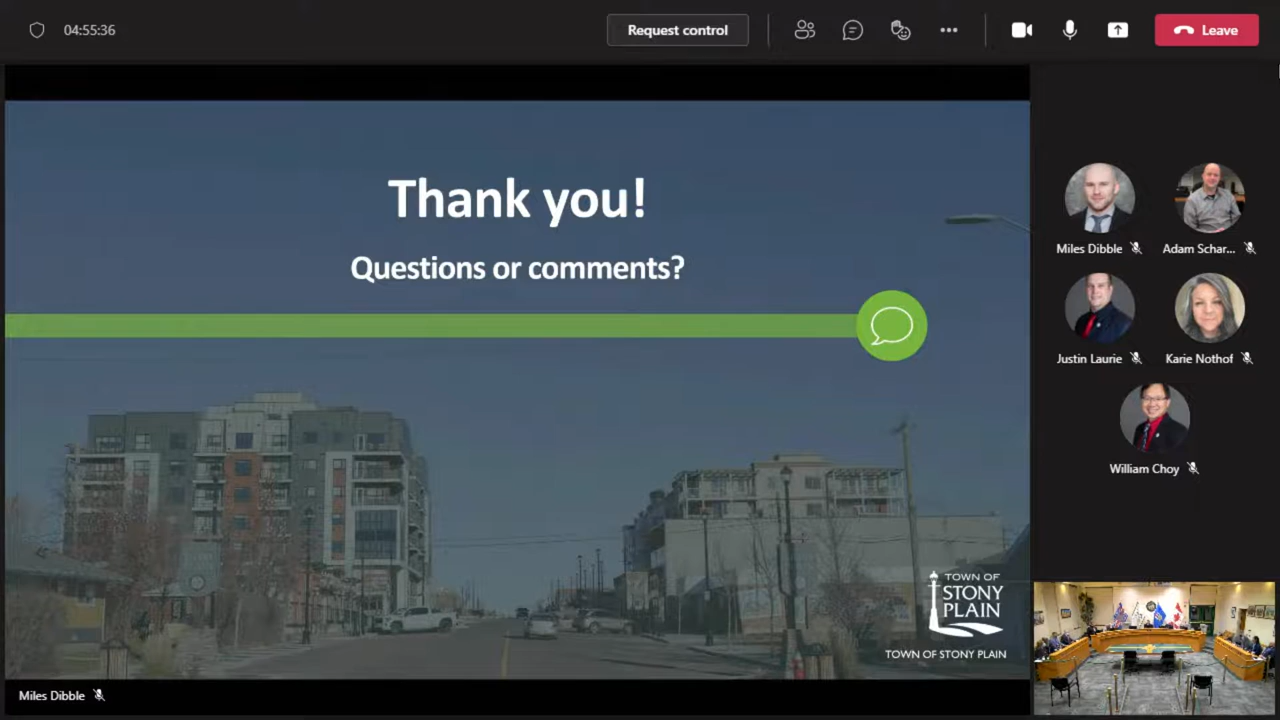 04:55:36
Request control
Leave
Thank you!
Questions or comments?
TOWN OF
STONY
PLAIN
TOWN OF STONY PLAIN
Miles Dibble
Adam Schar...
Justin Laurie
Karie Nothof
William Choy
Miles Dibble